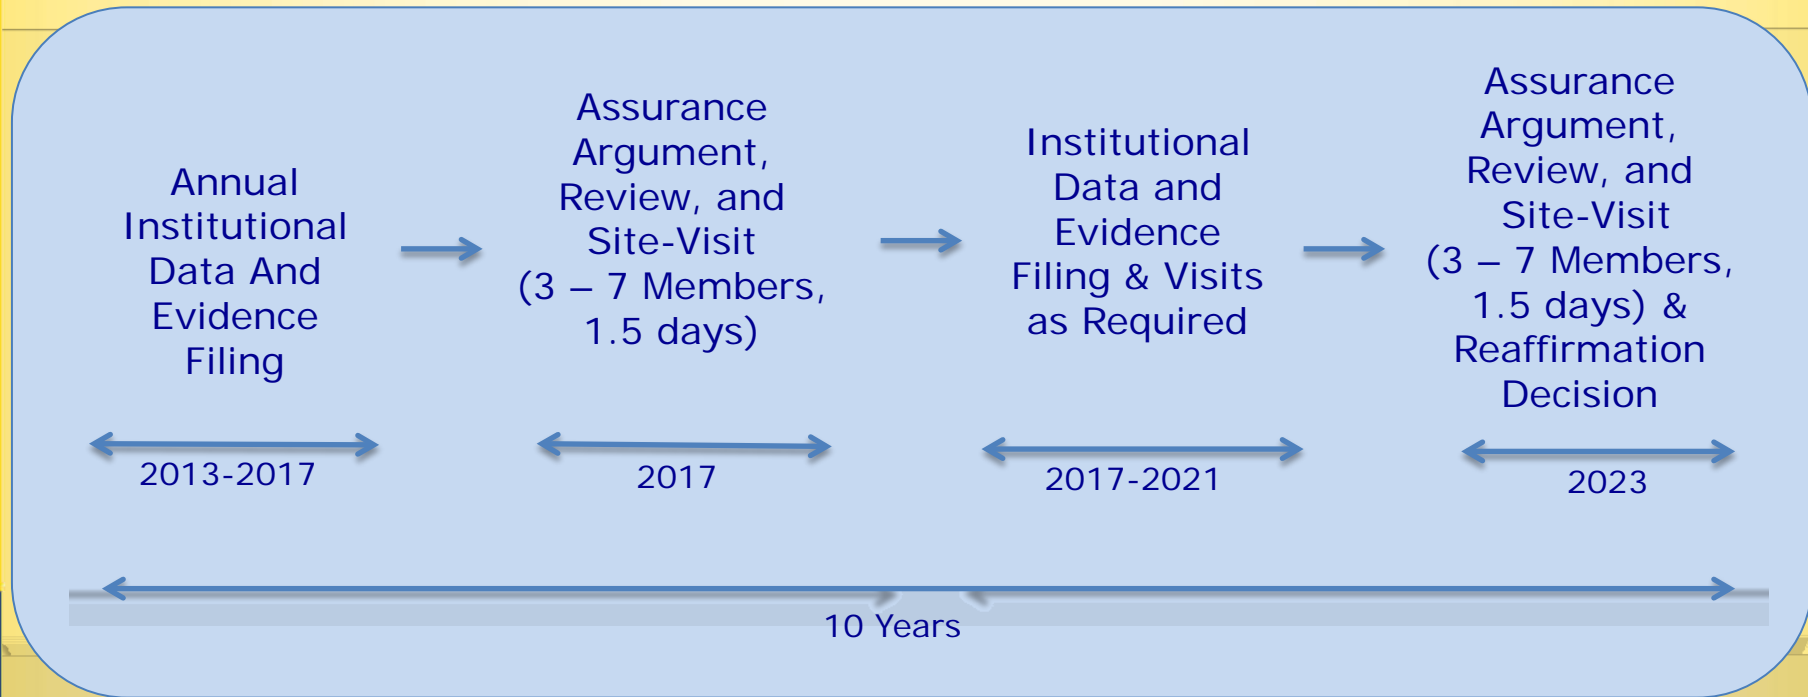 Annual
Institutional
Data And
Evidence
Filing
2013-2017
Assurance
Argument,
Review, and
Site-Visit
(3 – 7 Members,
1.5 days)
2017
Institutional
Data and
Evidence
Filing & Visits
as Required
2017-2021
Assurance
Argument,
Review, and
Site-Visit
(3 – 7 Members,
1.5 days) &
Reaffirmation
Decision
2023
10 Years